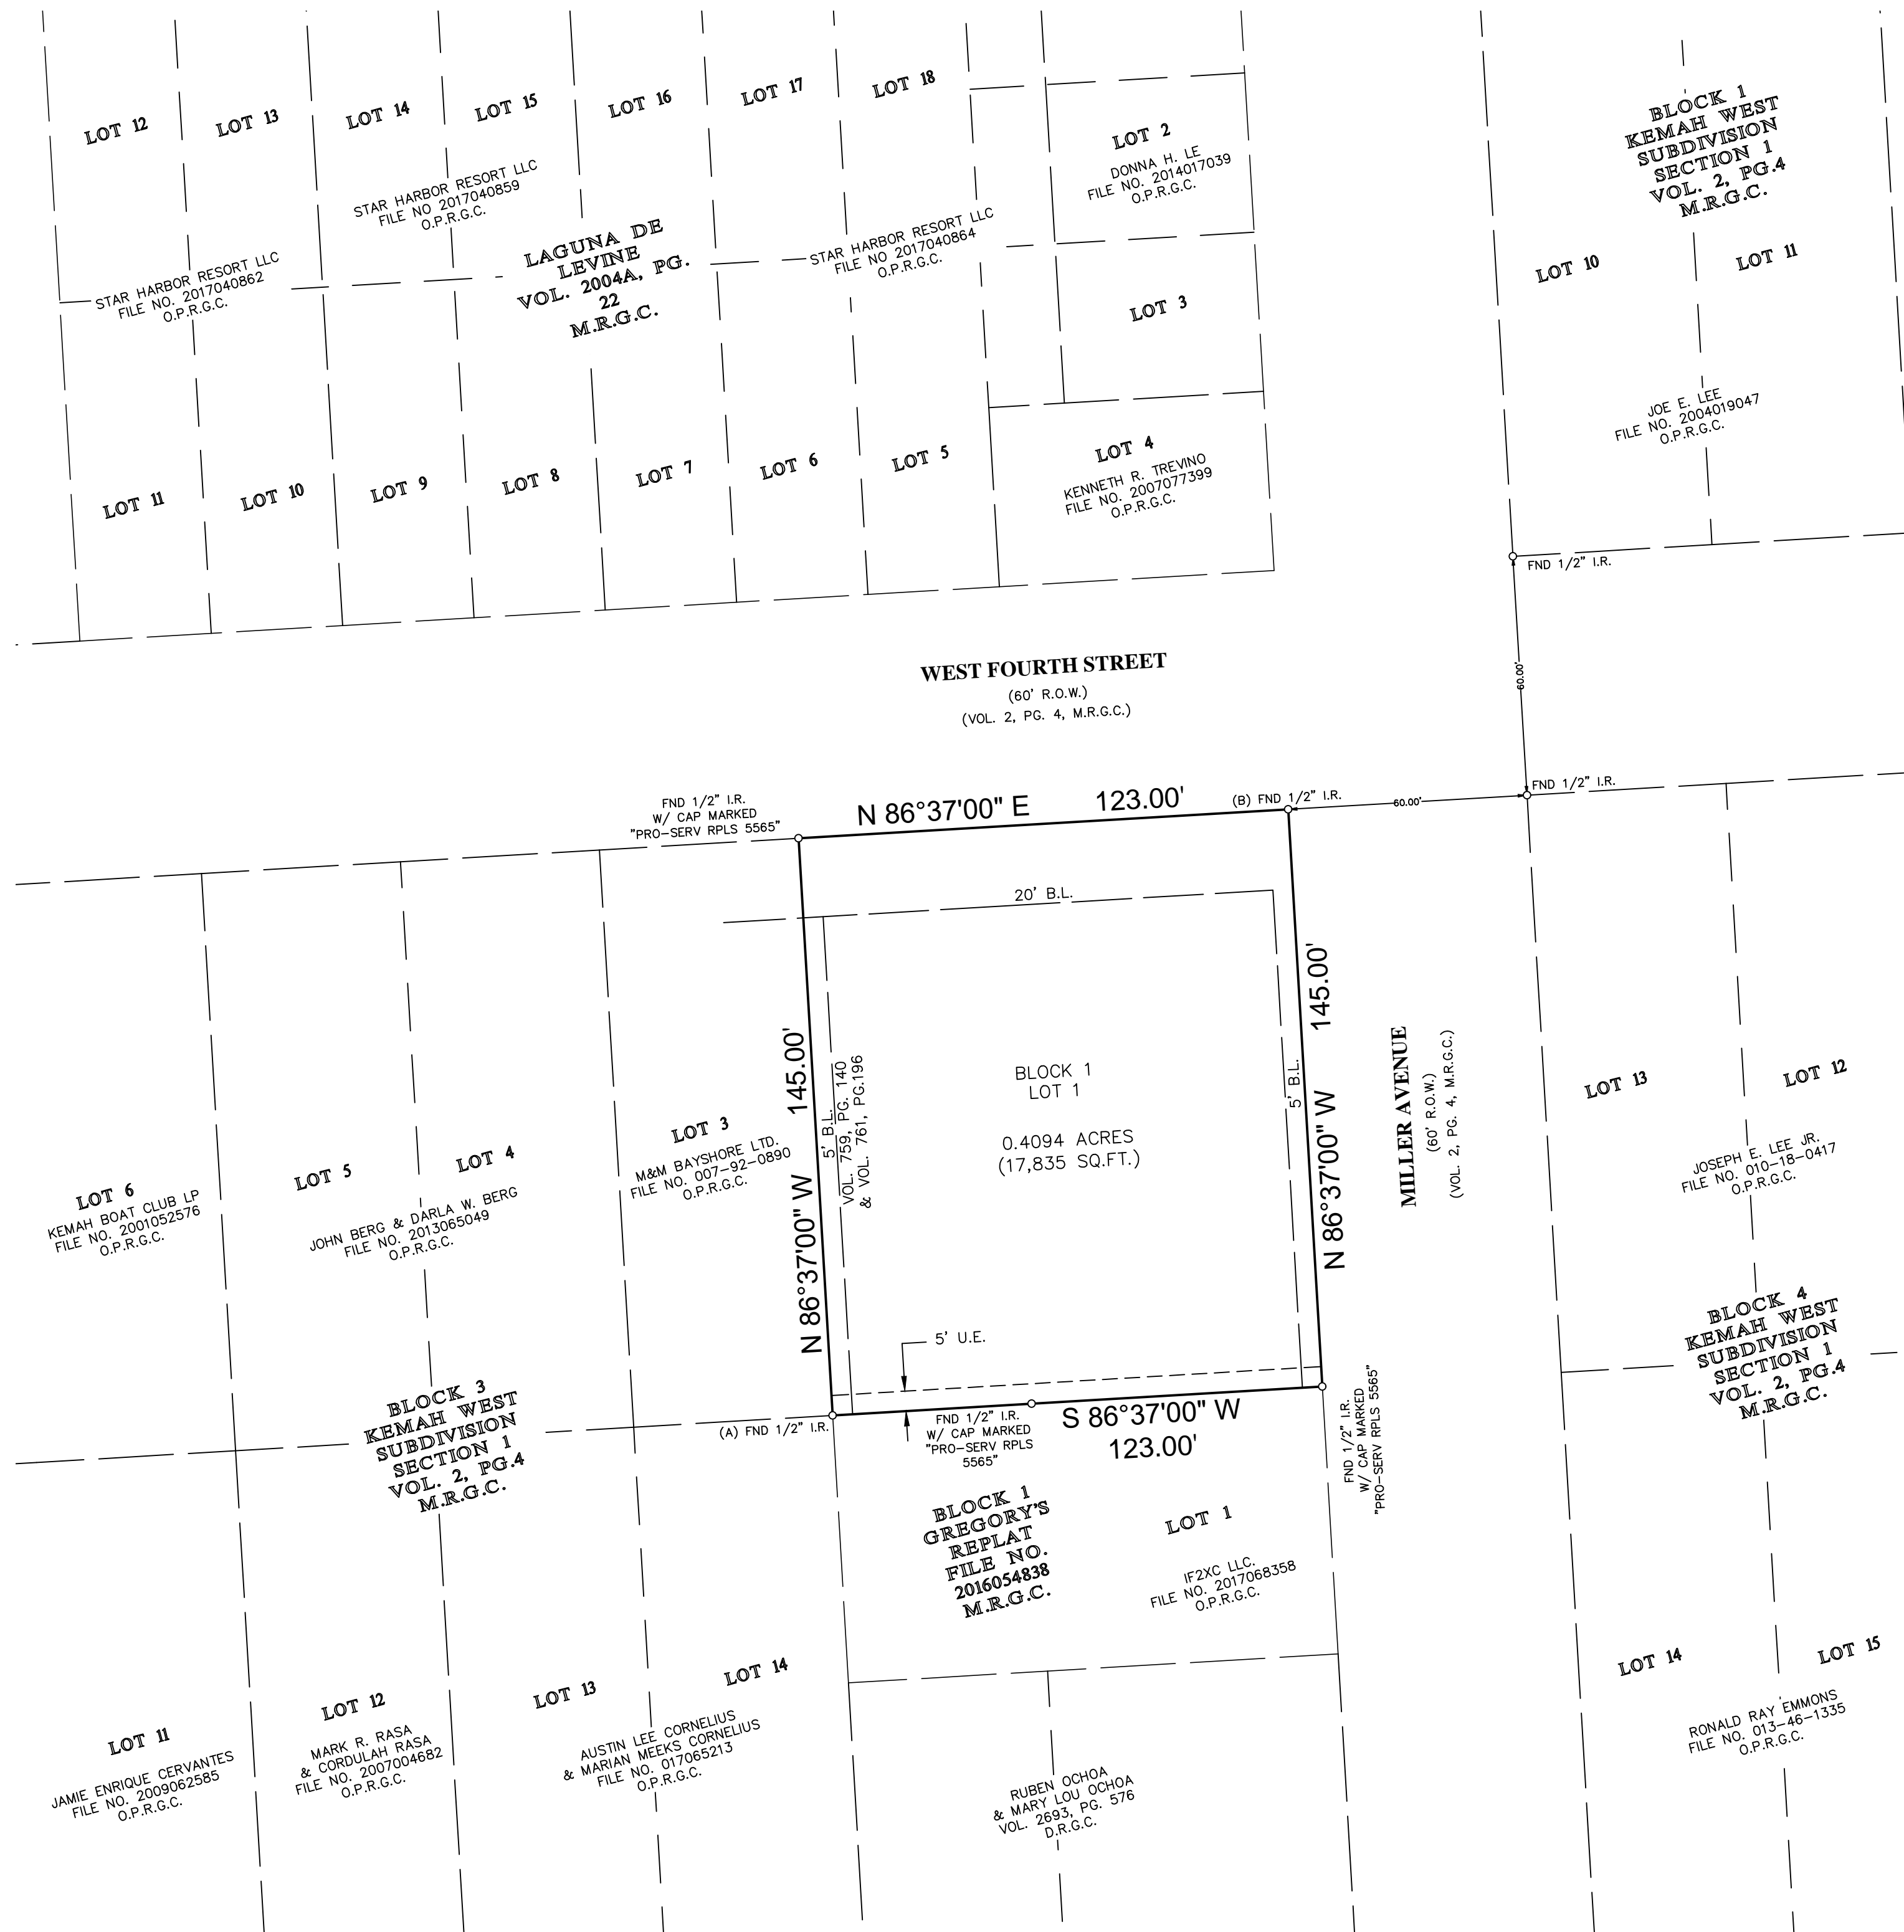 LOT 12
LOT 13
LOT 14
LOT 15
LOT 16
LOT 17
LOT 18
STAR HARBOR RESORT LLC
FILE NO. 2017040862
O.P.R.G.C.
STAR HARBOR RESORT LLC
FILE NO 2017040859
O.P.R.G.C.
LAGUNA DE
LEVINE
VOL. 2004A, PG.
22
M.R.G.C.
STAR HARBOR RESORT LLC
FILE NO 2017040864
O.P.R.G.C.
LOT 2
DONNA H. LE
FILE NO. 2014017039
O.P.R.G.C.
LOT 3
LOT 4
KENNETH R. TREVINO
FILE NO. 2007077399
O.P.R.G.C.
LOT 11
LOT 10
LOT 9
LOT 8
LOT 7
LOT 6
LOT 5
BLOCK 1
KEMAH WEST
SUBDIVISION
SECTION 1
VOL. 2, PG.4
M.R.G.C.
LOT 10
LOT 11
JOE E. LEE
FILE NO. 2004019047
O.P.R.G.C.
FND 1/2" I.R.
60.00'
WEST FOURTH STREET
(60' R.O.W.)
(VOL. 2, PG. 4, M.R.G.C.)
FND 1/2" I.R.
W/ CAP MARKED
"PRO-SERV RPLS 5565"
N 86°37'00" E 123.00'
(B) FND 1/2" I.R.
60.00'
FND 1/2" I.R.
20' B.L.
N 86°37'00" W 145.00'
5' B.L.
VOL. 759, PG. 140
& VOL. 761, PG.196
BLOCK 1
LOT 1
0.4094 ACRES
(17,835 SQ.FT.)
5' B.L.
N 86°37'00" W 145.00'
MILLER AVENUE
(60' R.O.W.)
(VOL. 2, PG. 4, M.R.G.C.)
LOT 13
LOT 12
JOSEPH E. LEE JR.
FILE NO. 010-18-0417
O.P.R.G.C.
LOT 6
KEMAH BOAT CLUB LP
FILE NO. 2001052576
O.P.R.G.C.
LOT 5
LOT 4
JOHN BERG & DARLA W. BERG
FILE NO. 2013065049
O.P.R.G.C.
LOT 3
M&M BAYSHORE LTD.
FILE NO. 007-92-0890
O.P.R.G.C.
5' U.E.
BLOCK 4
KEMAH WEST
SUBDIVISION
SECTION 1
VOL. 2, PG.4
M.R.G.C.
BLOCK 3
KEMAH WEST
SUBDIVISION
SECTION 1
VOL. 2, PG.4
M.R.G.C.
(A) FND 1/2" I.R.
FND 1/2" I.R.
W/ CAP MARKED
"PRO-SERV RPLS
5565"
S 86°37'00" W
123.00'
FND 1/2" I.R.
W/ CAP MARKED
"PRO-SERV RPLS 5565"
BLOCK 1
GREGORY'S
REPLAT
FILE NO.
2016054838
M.R.G.C.
LOT 1
IF2XC LLC.
FILE NO. 2017068358
O.P.R.G.C.
LOT 11
JAMIE ENRIQUE CERVANTES
FILE NO. 2009062585
O.P.R.G.C.
LOT 12
MARK R. RASA
& CORDULAH RASA
FILE NO. 2007004682
O.P.R.G.C.
LOT 13
LOT 14
AUSTIN LEE CORNELIUS
& MARIAN MEEKS CORNELIUS
FILE NO. 017065213
O.P.R.G.C.
RUBEN OCHOA
& MARY LOU OCHOA
VOL. 2693, PG. 576
D.R.G.C.
LOT 14
LOT 15
RONALD RAY EMMONS
FILE NO. 013-46-1335
O.P.R.G.C.